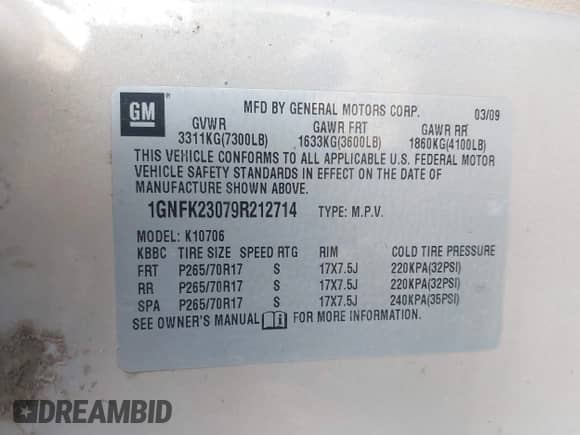 GM ®
MFD BY GENERAL MOTORS CORP. 03/09
GVWR GAWR FRT GAWR RR
3311KG(7300LB) 1633KG(3600LB) 1860KG(4100LB)
THIS VEHICLE CONFORMS TO ALL APPLICABLE U.S. FEDERAL MOTOR
VEHICLE SAFETY STANDARDS IN EFFECT ON THE DATE OF
MANUFACTURE SHOWN ABOVE.
1GNFK23079R212714 TYPE: M.P.V.
MODEL: K10706
KBBC TIRE SIZE SPEED RTG RIM COLD TIRE PRESSURE
FRT P265/70R17 S 17X7.5J 220KPA(32PSI)
RR P265/70R17 S 17X7.5J 220KPA(32PSI)
SPA P265/70R17 S 17X7.5J 240KPA(35PSI)
SEE OWNER'S MANUAL FOR MORE INFORMATION.
DREAMBID